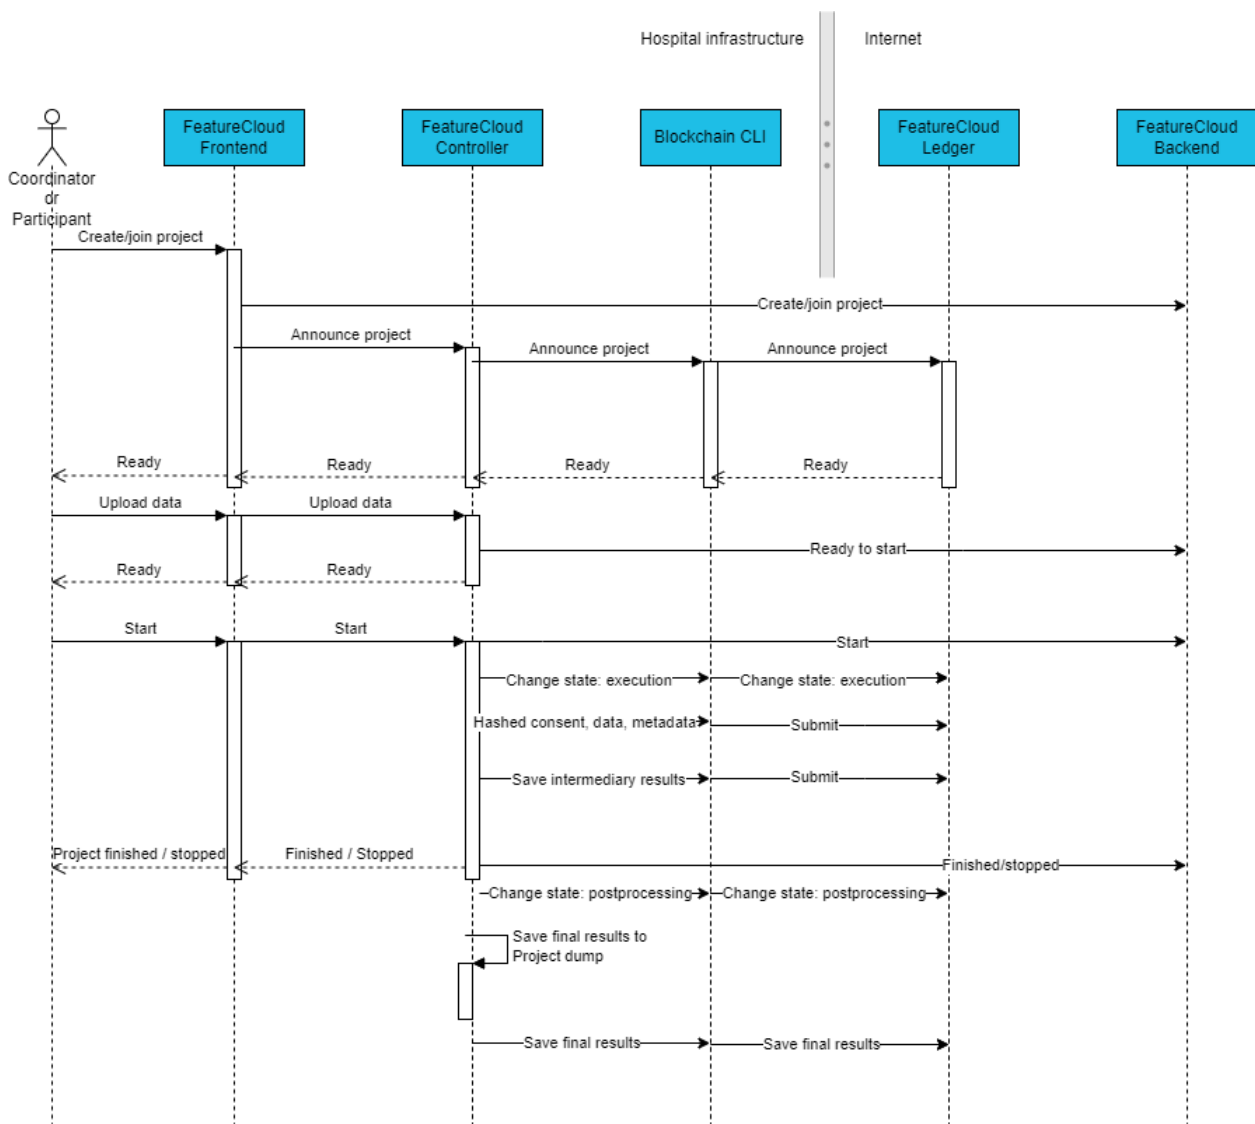 Hospital infrastructure
Internet
FeatureCloud
Frontend
FeatureCloud
Controller
Blockchain CLI
FeatureCloud
Ledger
FeatureCloud
Backend
Coordinator
or
Participant
Create/join project
Create/join project
Announce project
Announce project
Announce project
Ready
Ready
Ready
Ready
Upload data
Upload data
Ready to start
Ready
Ready
Start
Start
Start
Change state: execution
Change state: execution
Hashed consent, data, metadata
Submit
Save intermediary results
Submit
Project finished / stopped
Finished / Stopped
Finished/stopped
Change state: postprocessing
Change state: postprocessing
Save final results to
Project dump
Save final results
Save final results